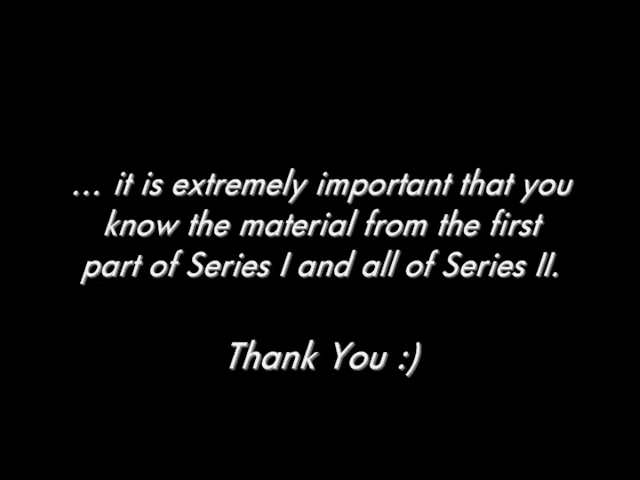 ... it is extremely important that you
know the material from the first
part of Series I and all of Series II.
Thank You :)